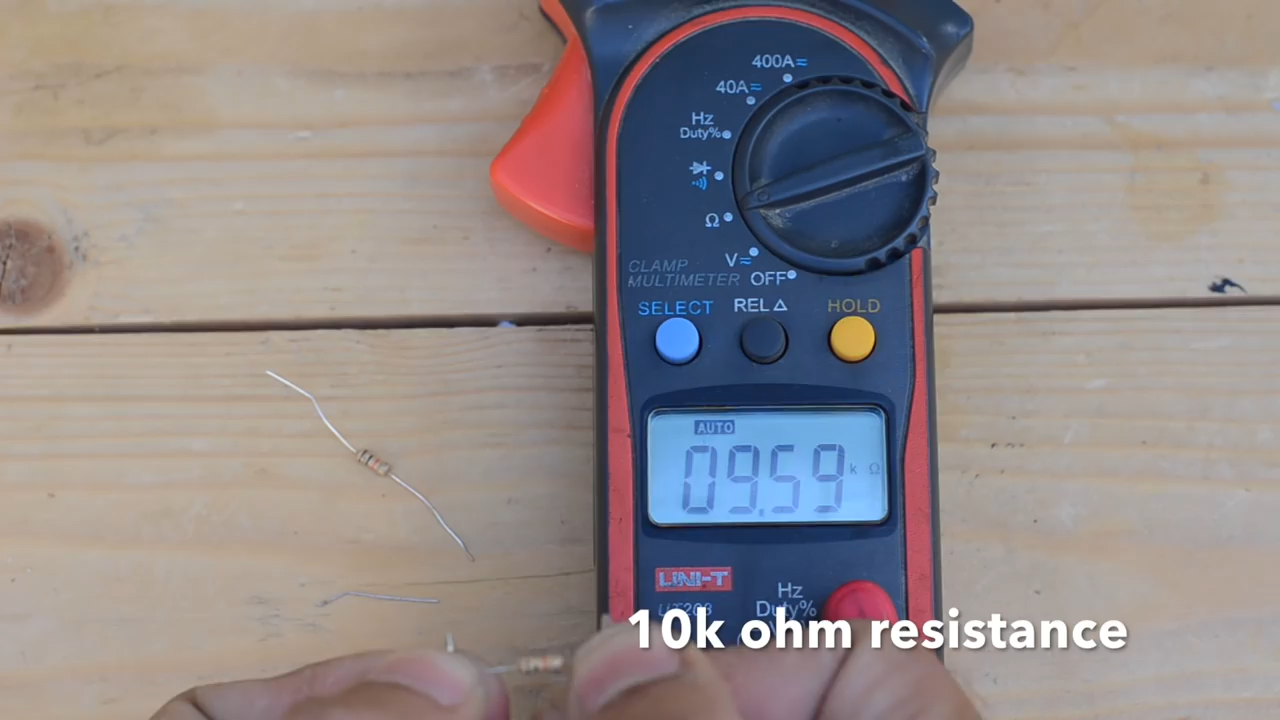 400A≂
40A≂
Hz
Duty%
Ω
V≂
OFF
CLAMP
MULTIMETER
SELECT REL△ HOLD
AUTO
09.59 k Ω
UNI-T
UT203
Hz
Duty%
10k ohm resistance